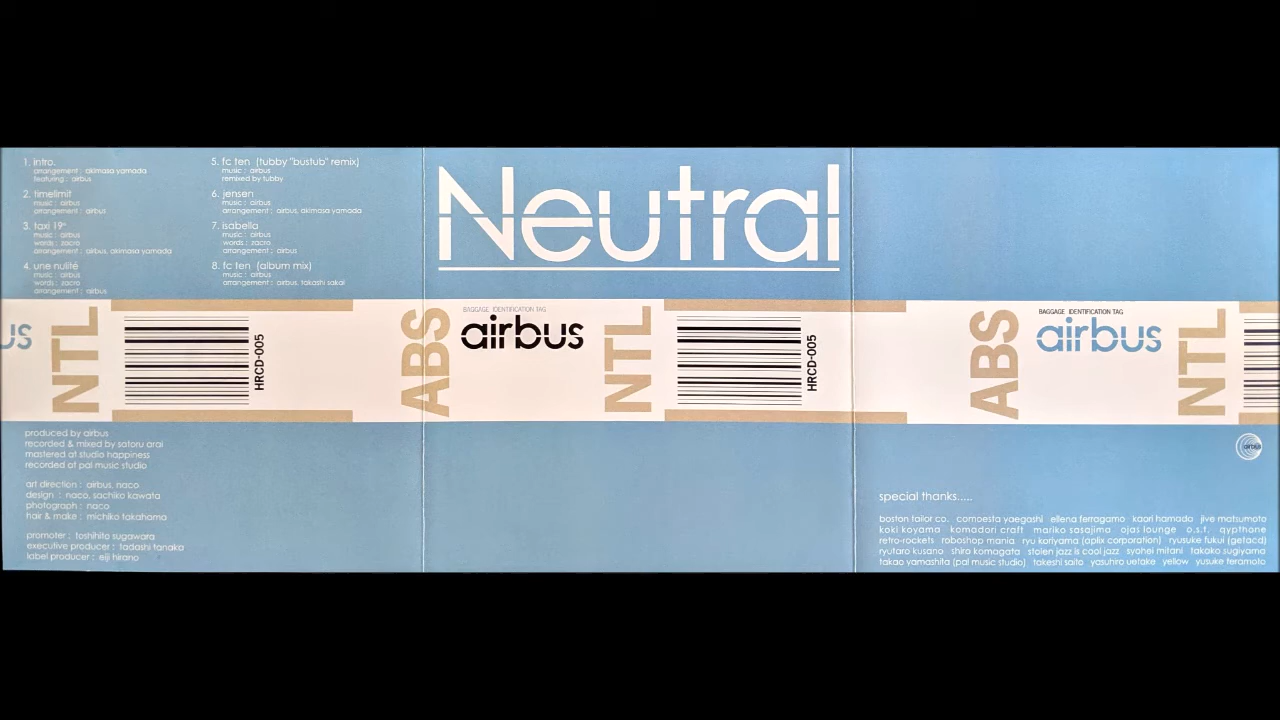 1. intro.
arrangement : akimasa yamada
featuring : airbus
2. timelimit
music : airbus
arrangement : airbus
3. taxi 19"
music : airbus
words : zacro
arrangement : airbus, akimasa yamada
4. une nulité
music : airbus
words : zacro
arrangement : airbus
5. fc ten (tubby "bustub" remix)
music : airbus
remixed by tubby
6. jensen
music : airbus
arrangement : airbus, akimasa yamada
7. isabella
music : airbus
words : zacro
arrangement : airbus
8. fc ten (album mix)
music : airbus
arrangement : airbus, takashi sakai
Neutral
us
NTL
HRCD-005
ABS
BAGGAGE IDENTIFICATION TAG
airbus
NTL
HRCD-005
ABS
BAGGAGE IDENTIFICATION TAG
airbus
NTL
produced by airbus
recorded & mixed by satoru arai
mastered at studio happiness
recorded at pal music studio
art direction : airbus, naco
design : naco, sachiko kawata
photograph : naco
hair & make : michiko takahama
promoter : toshihito sugawara
executive producer : tadashi tanaka
label producer : eiji hirano
airbus
special thanks.....
boston tailor co. comoesta yaegashi ellena ferragamo kaori hamada jive matsumoto
koki koyama komadori craft mariko sasajima ojas lounge o.s.t. qypthone
retro-rockets roboshop mania ryu koriyama (aplix corporation) ryusuke fukui (getacd)
ryutaro kusano shiro komagata stolen jazz is cool jazz syohei mitani takako sugiyama
takao yamashita (pal music studio) takeshi saito yasuhiro uetake yellow yusuke teramoto